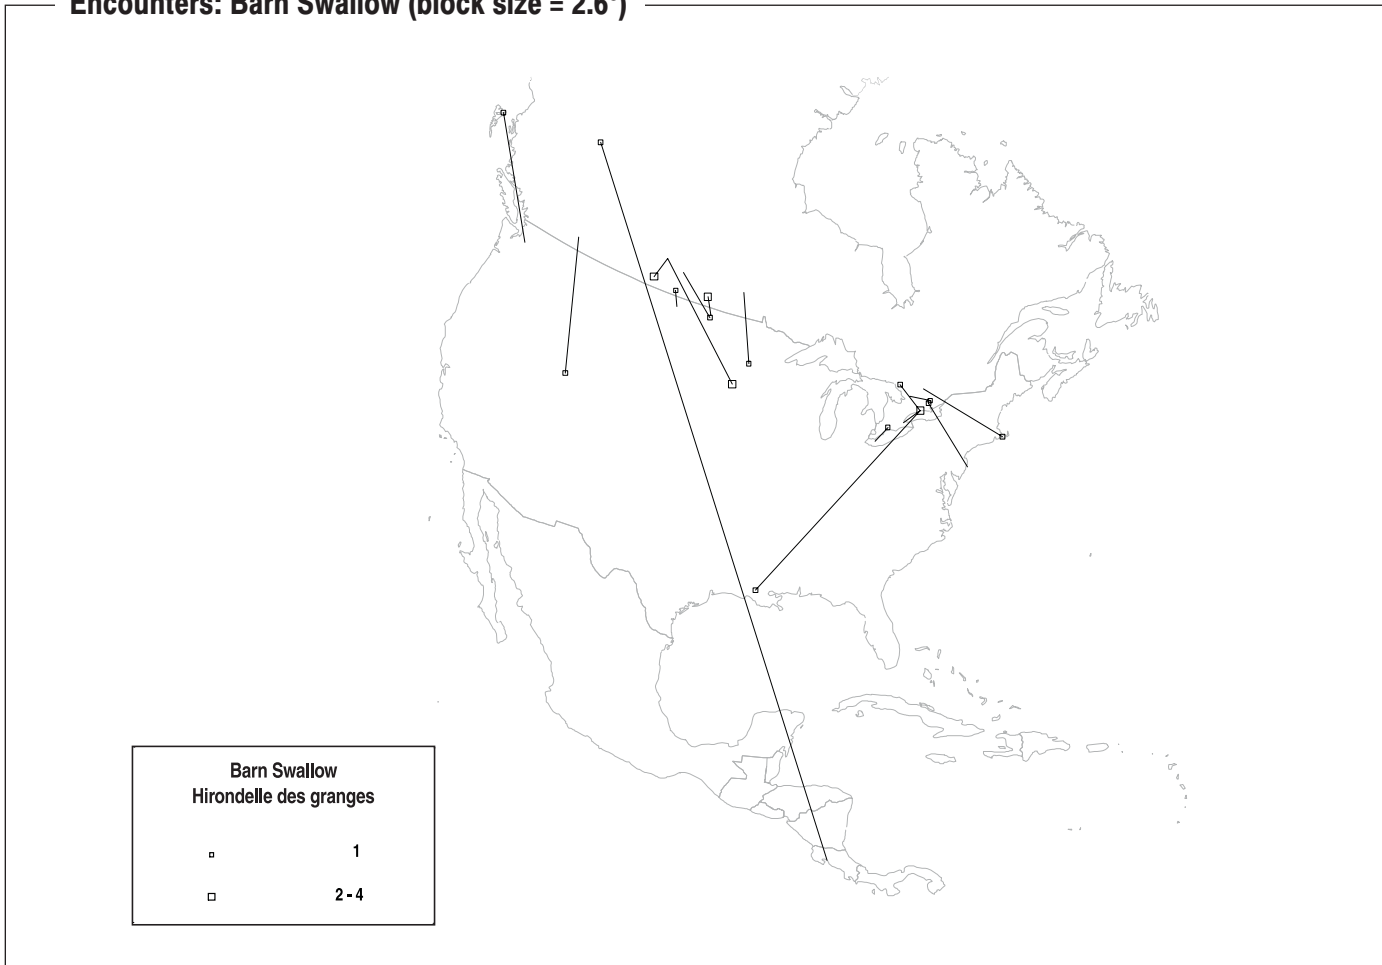 Encounters: Barn Swallow (block size = 2.6°)
Barn Swallow
Hirondelle des granges
1
2 - 4